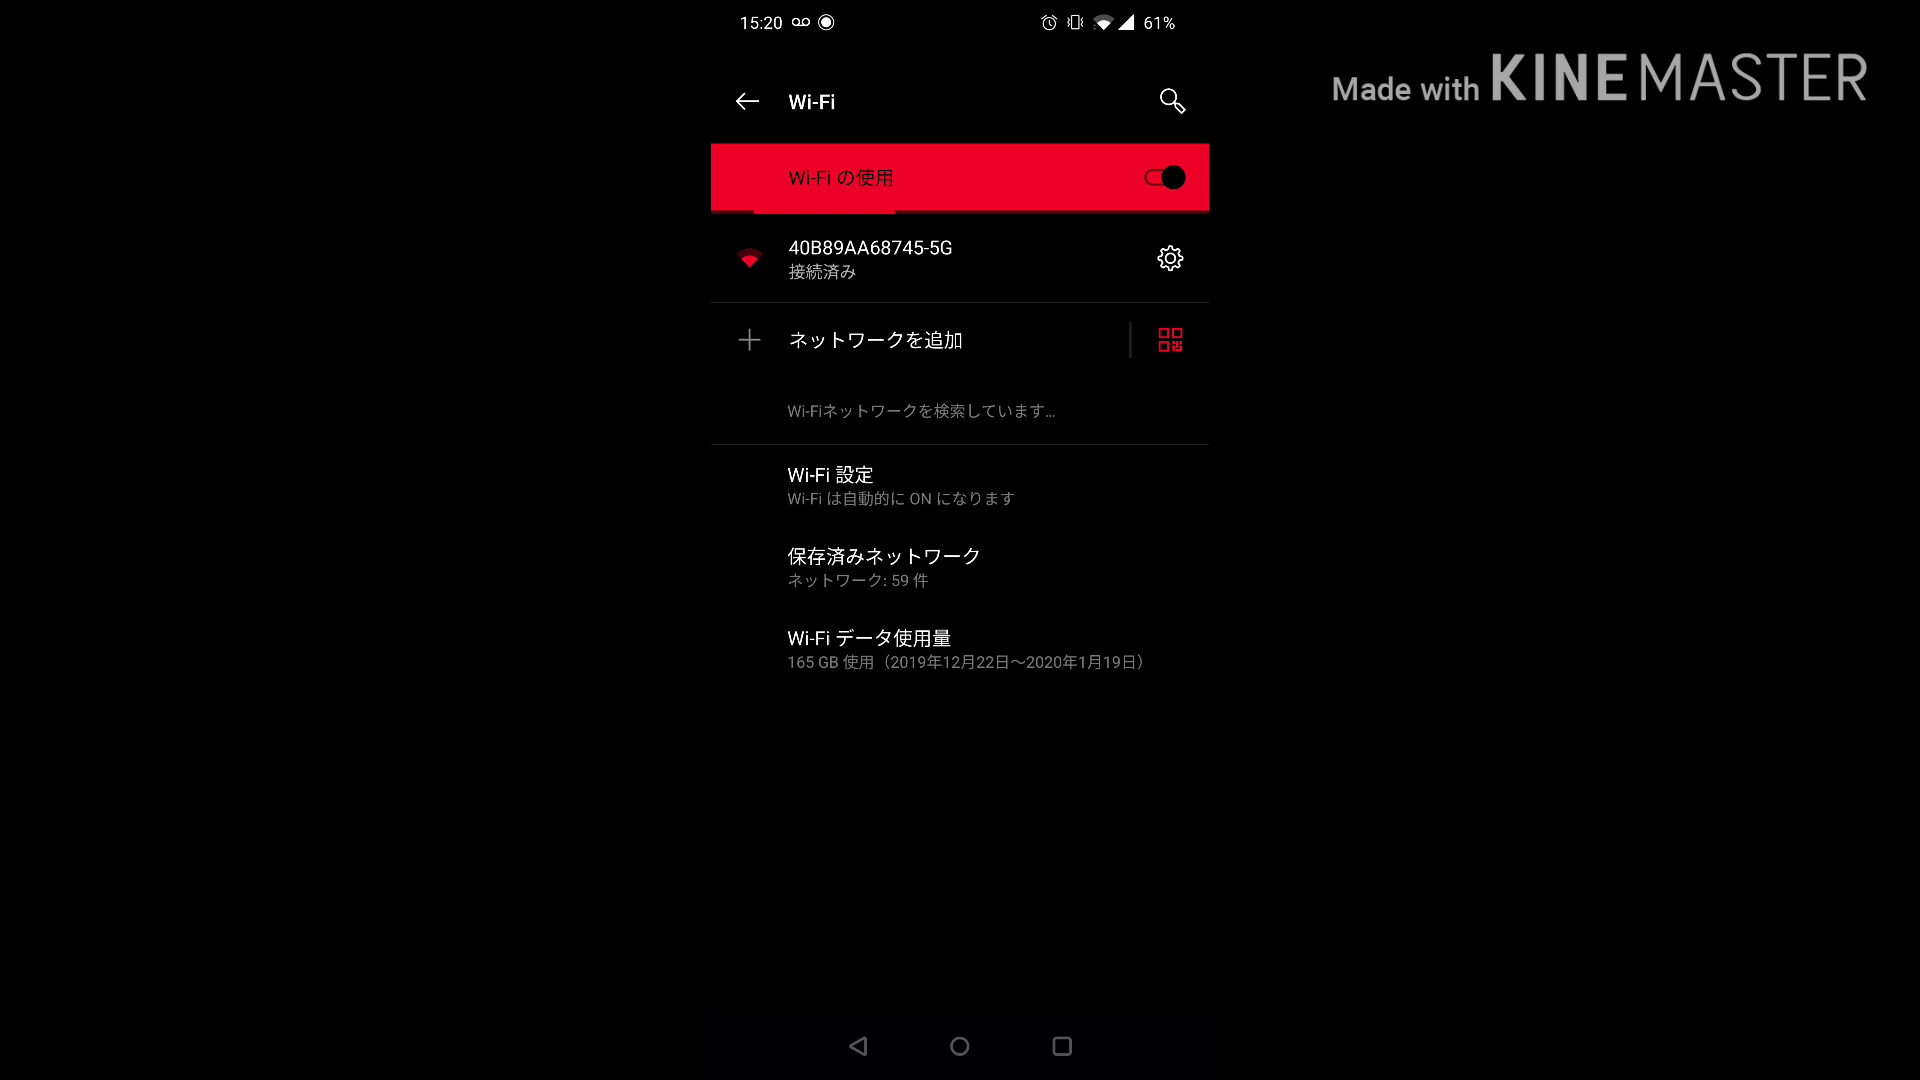 15:20
61%
Made with KINEMASTER
Wi-Fi
Wi-Fi の使用
40B89AA68745-5G
接続済み
ネットワークを追加
Wi-Fiネットワークを検索しています...
Wi-Fi 設定
Wi-Fi は自動的に ON になります
保存済みネットワーク
ネットワーク: 59 件
Wi-Fi データ使用量
165 GB 使用（2019年12月22日～2020年1月19日）